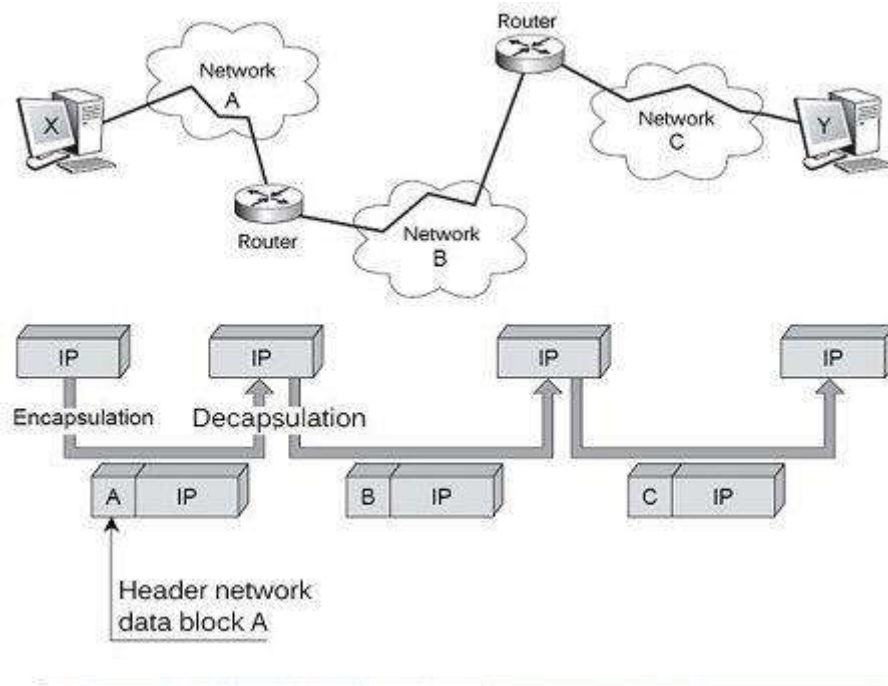 Router
Network
A
X
Network
C
Y
Router
Network
B
IP
IP
IP
IP
Encapsulation
Decapsulation
A
IP
B
IP
C
IP
Header network
data block A